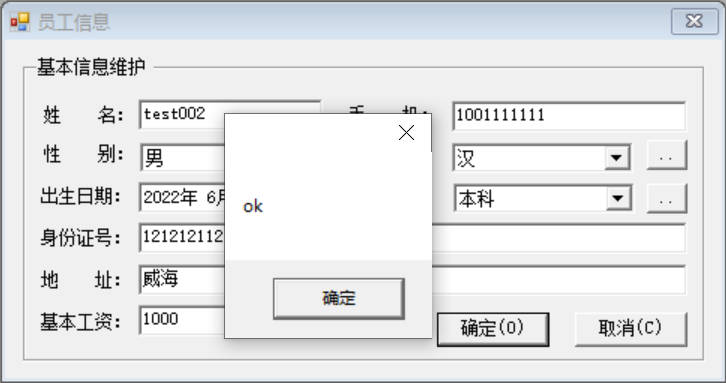 员工信息
基本信息维护
姓 名: test002
机: 1001111111
性 别: 男
汉
..
出生日期: 2022年 6月
本科
..
身份证号: 121212112
地 址: 威海
基本工资: 1000
ok
确定
确定(O)
取消(C)